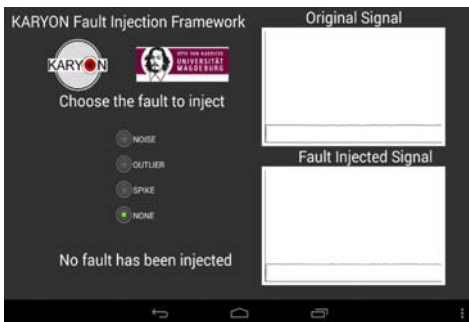 KARYON Fault Injection Framework
KARYON
OTTO VON GUERICKE
UNIVERSITÄT
MAGDEBURG
Choose the fault to inject
NOISE
OUTLIER
SPIKE
NONE
No fault has been injected
Original Signal
Fault Injected Signal